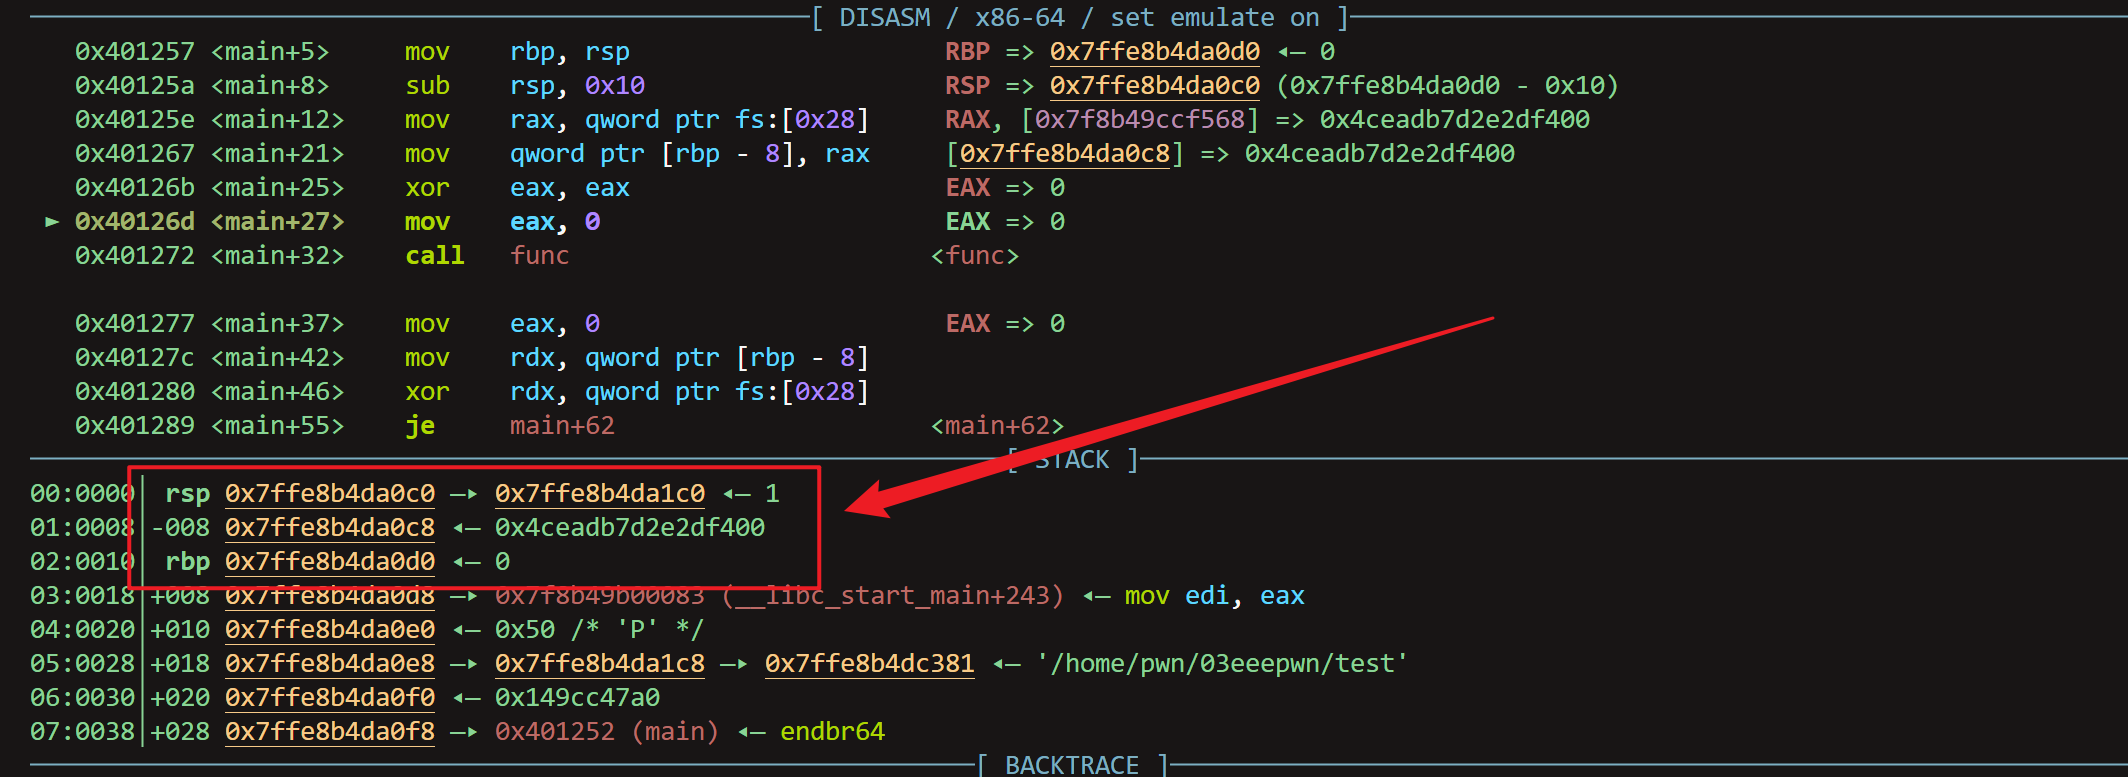 [ DISASM / x86-64 / set emulate on ]
0x401257 <main+5> mov rbp, rsp RBP => 0x7ffe8b4da0d0 ◂— 0
0x40125a <main+8> sub rsp, 0x10 RSP => 0x7ffe8b4da0c0 (0x7ffe8b4da0d0 - 0x10)
0x40125e <main+12> mov rax, qword ptr fs:[0x28] RAX, [0x7f8b49ccf568] => 0x4ceadb7d2e2df400
0x401267 <main+21> mov qword ptr [rbp - 8], rax [0x7ffe8b4da0c8] => 0x4ceadb7d2e2df400
0x40126b <main+25> xor eax, eax EAX => 0
► 0x40126d <main+27> mov eax, 0 EAX => 0
0x401272 <main+32> call func <func>
0x401277 <main+37> mov eax, 0 EAX => 0
0x40127c <main+42> mov rdx, qword ptr [rbp - 8]
0x401280 <main+46> xor rdx, qword ptr fs:[0x28]
0x401289 <main+55> je main+62 <main+62>
[ STACK ]
00:0000│ rsp 0x7ffe8b4da0c0 —▸ 0x7ffe8b4da1c0 ◂— 1
01:0008│-008 0x7ffe8b4da0c8 ◂— 0x4ceadb7d2e2df400
02:0010│ rbp 0x7ffe8b4da0d0 ◂— 0
03:0018│+008 0x7ffe8b4da0d8 —▸ 0x7f8b49b00083 (__libc_start_main+243) ◂— mov edi, eax
04:0020│+010 0x7ffe8b4da0e0 ◂— 0x50 /* 'P' */
05:0028│+018 0x7ffe8b4da0e8 —▸ 0x7ffe8b4da1c8 —▸ 0x7ffe8b4dc381 ◂— '/home/pwn/03eeepwn/test'
06:0030│+020 0x7ffe8b4da0f0 ◂— 0x149cc47a0
07:0038│+028 0x7ffe8b4da0f8 —▸ 0x401252 (main) ◂— endbr64
[ BACKTRACE ]